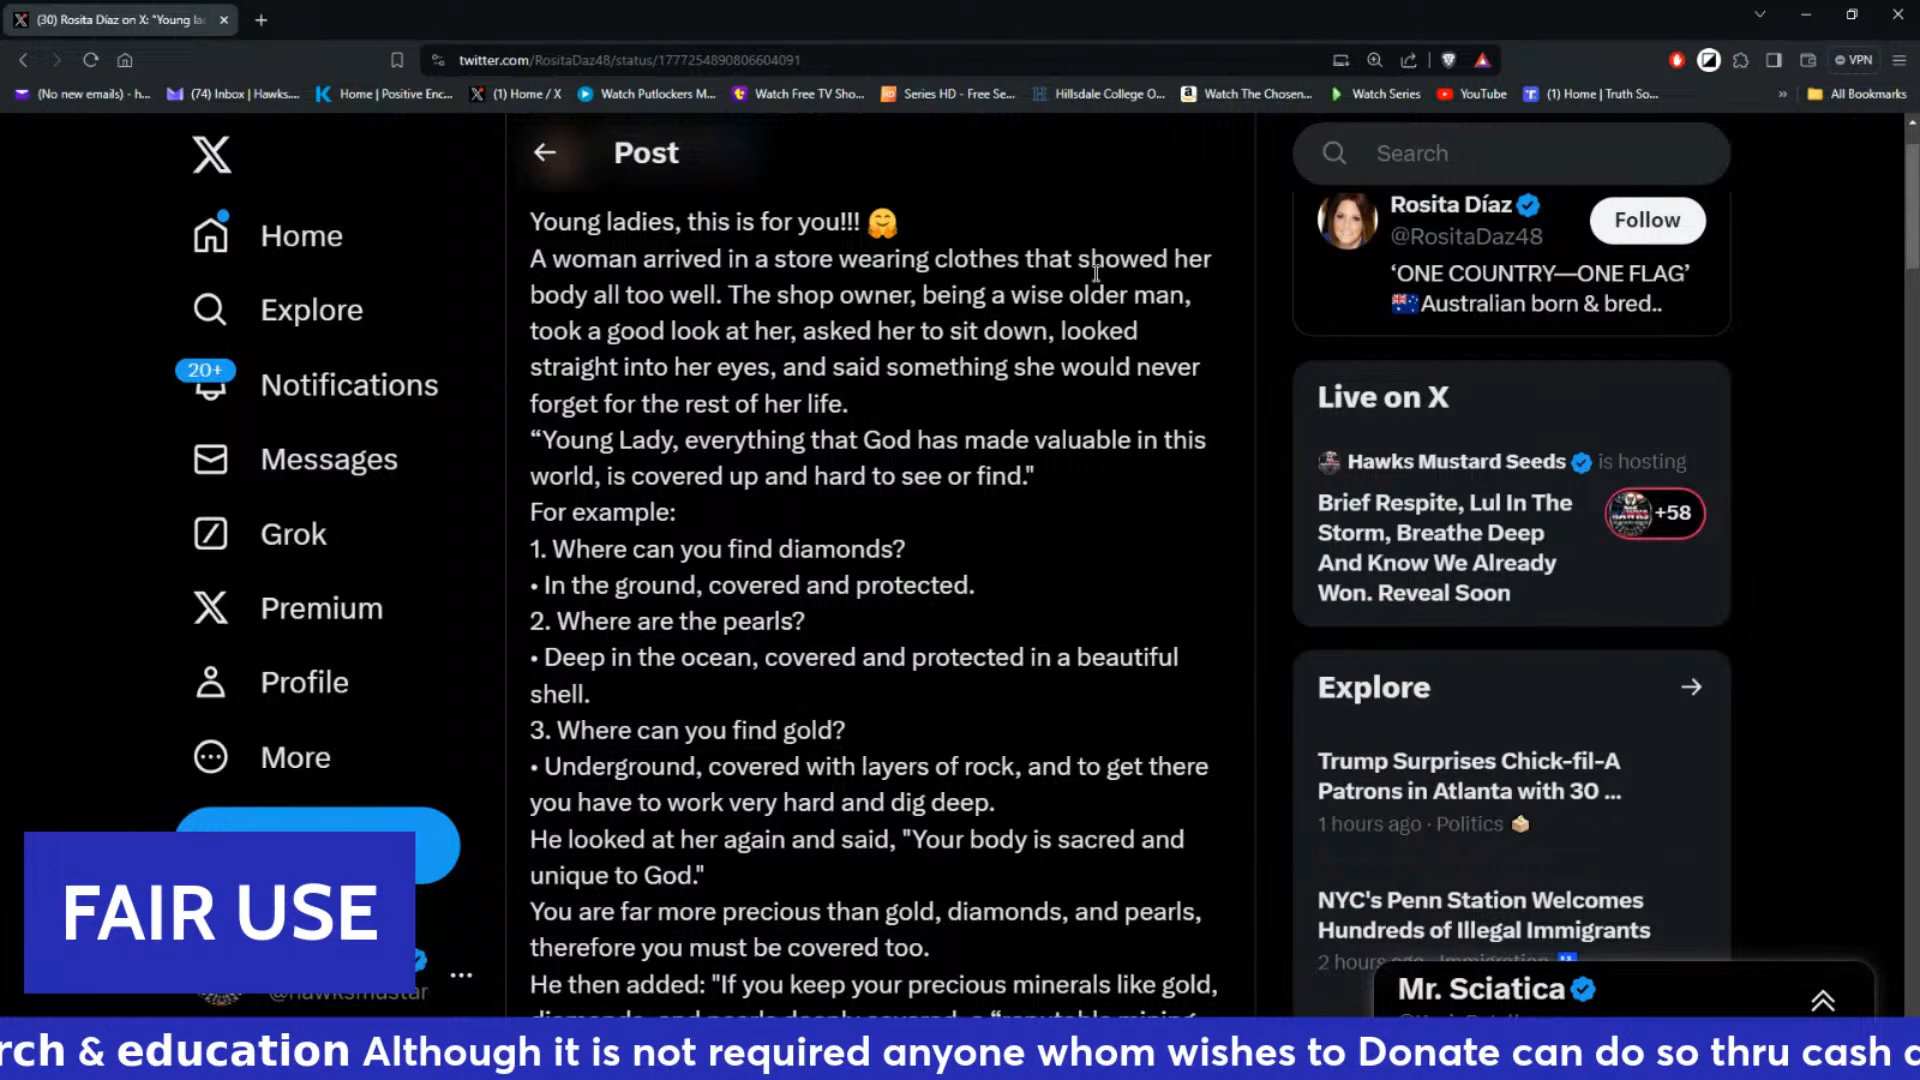 (30) Rosita Díaz on X: "Young la
twitter.com/RositaDaz48/status/1777254890806604091
VPN
(No new emails) - h...
(74) Inbox | Hawks....
Home | Positive Enc...
(1) Home / X
Watch Putlockers M...
Watch Free TV Sho...
Series HD - Free Se...
Hillsdale College O...
Watch The Chosen...
Watch Series
YouTube
(1) Home | Truth So...
All Bookmarks
Home
Explore
20+
Notifications
Messages
Grok
Premium
Profile
More
Post
Young ladies, this is for you!!! 🤗
A woman arrived in a store wearing clothes that showed her
body all too well. The shop owner, being a wise older man,
took a good look at her, asked her to sit down, looked
straight into her eyes, and said something she would never
forget for the rest of her life.
“Young Lady, everything that God has made valuable in this
world, is covered up and hard to see or find."
For example:
1. Where can you find diamonds?
• In the ground, covered and protected.
2. Where are the pearls?
• Deep in the ocean, covered and protected in a beautiful
shell.
3. Where can you find gold?
• Underground, covered with layers of rock, and to get there
you have to work very hard and dig deep.
He looked at her again and said, "Your body is sacred and
unique to God."
You are far more precious than gold, diamonds, and pearls,
therefore you must be covered too.
He then added: "If you keep your precious minerals like gold,
Search
Rosita Díaz
@RositaDaz48
Follow
‘ONE COUNTRY—ONE FLAG’
🇦🇺Australian born & bred..
Live on X
Hawks Mustard Seeds is hosting
Brief Respite, Lul In The
Storm, Breathe Deep
And Know We Already
Won. Reveal Soon
+58
Explore
Trump Surprises Chick-fil-A
Patrons in Atlanta with 30 ...
1 hours ago · Politics
NYC's Penn Station Welcomes
Hundreds of Illegal Immigrants
2 hours
Mr. Sciatica
FAIR USE
rch & education Although it is not required anyone whom wishes to Donate can do so thru cash a